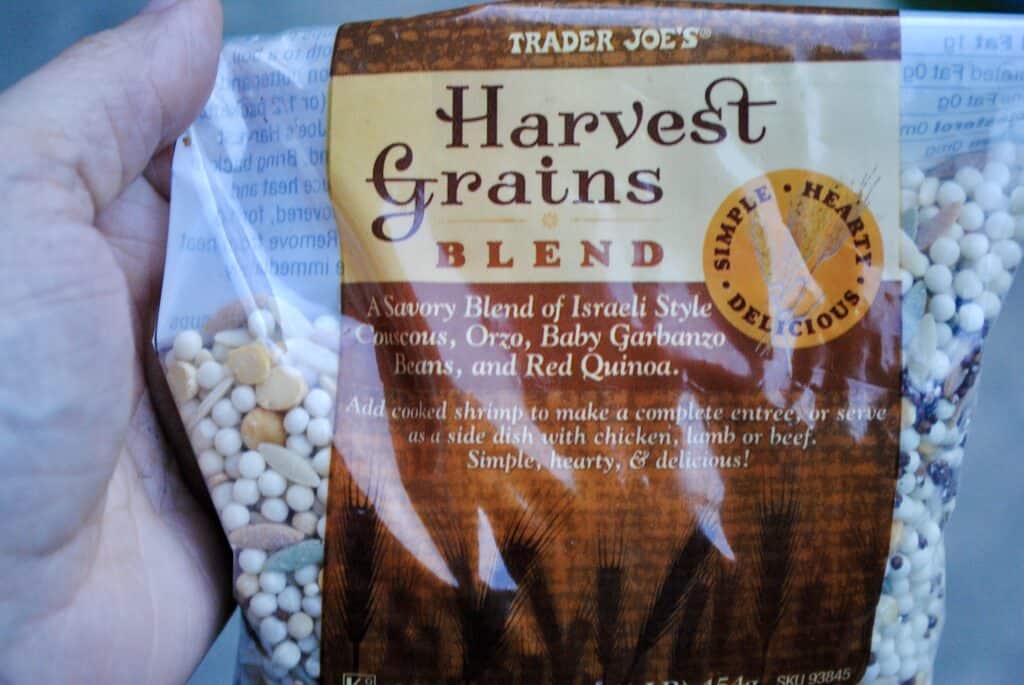 TRADER JOE'S®
Harvest
Grains
BLEND
SIMPLE • HEARTY • DELICIOUS •
A Savory Blend of Israeli Style
Couscous, Orzo, Baby Garbanzo
Beans, and Red Quinoa.
Add cooked shrimp to make a complete entree, or serve
as a side dish with chicken, lamb or beef.
Simple, hearty, & delicious!
K
454g
SKU 93845